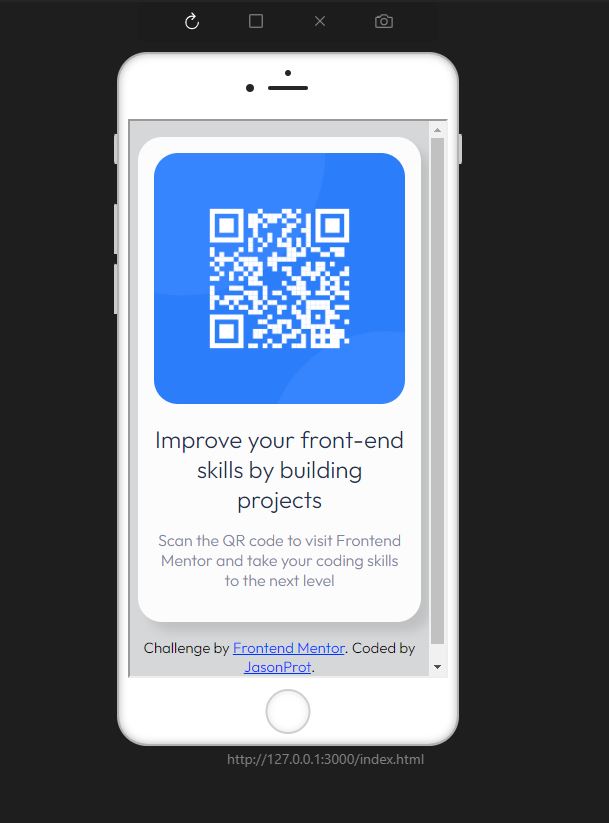 Improve your front-end
skills by building
projects
Scan the QR code to visit Frontend
Mentor and take your coding skills
to the next level
Challenge by Frontend Mentor. Coded by
JasonProt.
http://127.0.0.1:3000/index.html